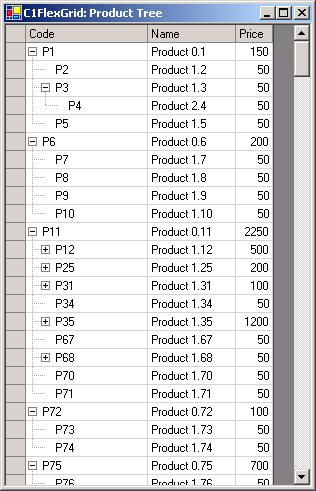 C1FlexGrid: Product Tree
Code Name Price
P1 Product 0.1 150
P2 Product 1.2 50
P3 Product 1.3 50
P4 Product 2.4 50
P5 Product 1.5 50
P6 Product 0.6 200
P7 Product 1.7 50
P8 Product 1.8 50
P9 Product 1.9 50
P10 Product 1.10 50
P11 Product 0.11 2250
P12 Product 1.12 500
P25 Product 1.25 200
P31 Product 1.31 100
P34 Product 1.34 50
P35 Product 1.35 1200
P67 Product 1.67 50
P68 Product 1.68 50
P70 Product 1.70 50
P71 Product 1.71 50
P72 Product 0.72 100
P73 Product 1.73 50
P74 Product 1.74 50
P75 Product 0.75 700
P76 Product 1.76 50